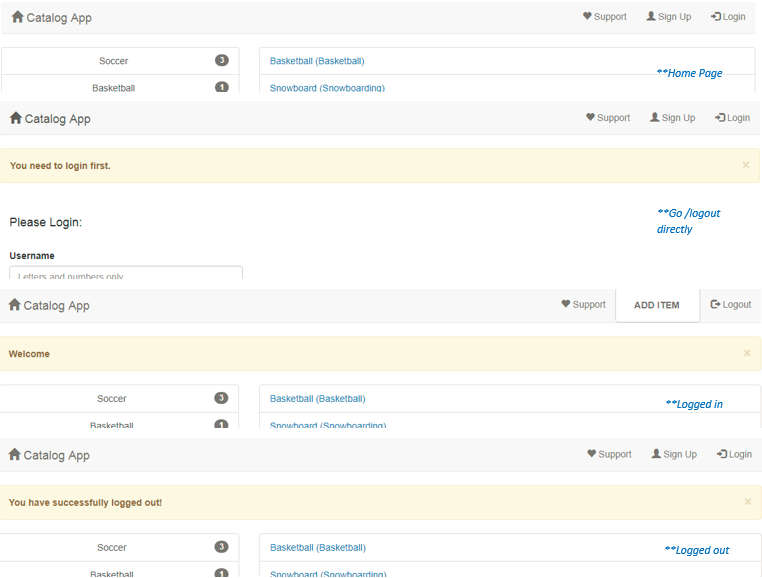 Catalog App Support Sign Up Login
Soccer 3 Basketball (Basketball)
**Home Page
Basketball 1 Snowboard (Snowboarding)
Catalog App Support Sign Up Login
You need to login first. ×
**Go /logout
Please Login:
directly
Username
Letters and numbers only
Catalog App Support ADD ITEM Logout
Welcome ×
Soccer 3 Basketball (Basketball)
**Logged in
Basketball 1 Snowboard (Snowboarding)
Catalog App Support Sign Up Login
You have successfully logged out! ×
Soccer 3 Basketball (Basketball)
**Logged out
Basketball 1 Snowboard (Snowboarding)